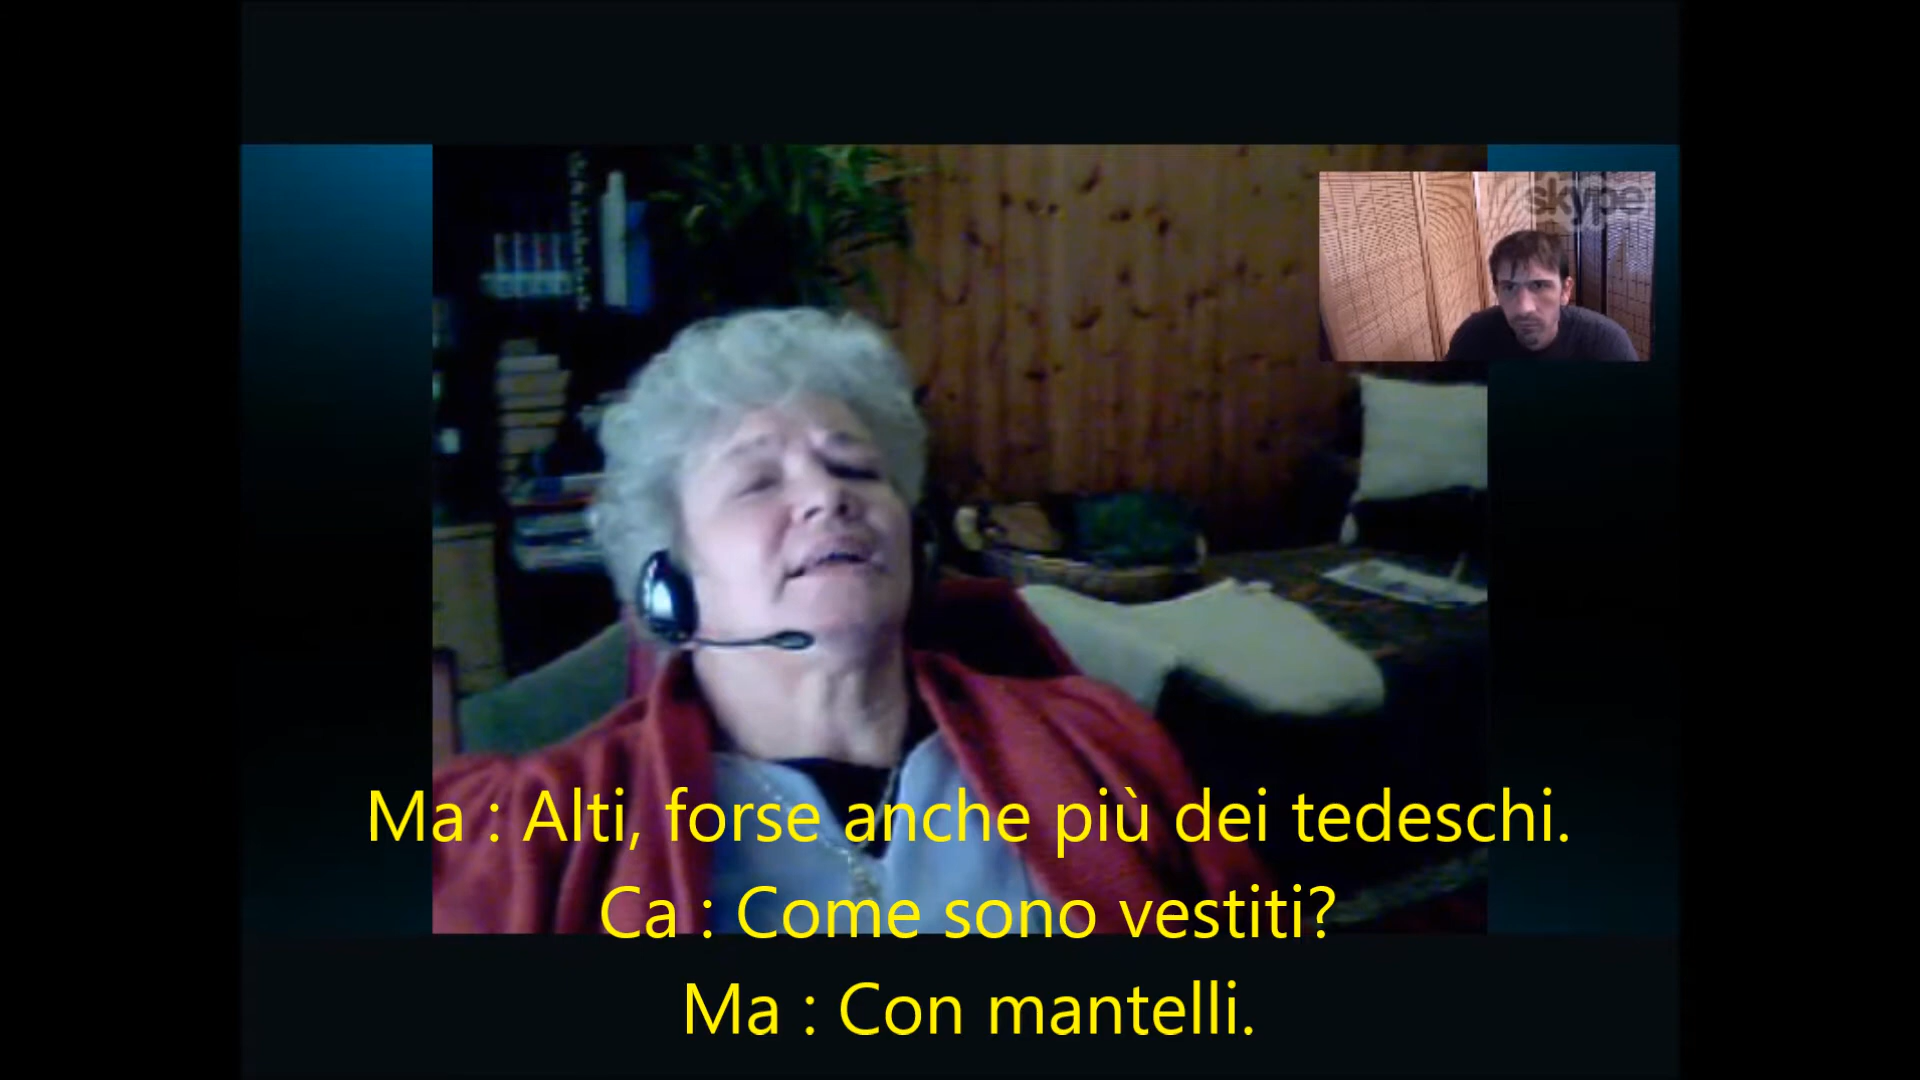 skype
Ma : Alti, forse anche più dei tedeschi.
Ca : Come sono vestiti?
Ma : Con mantelli.